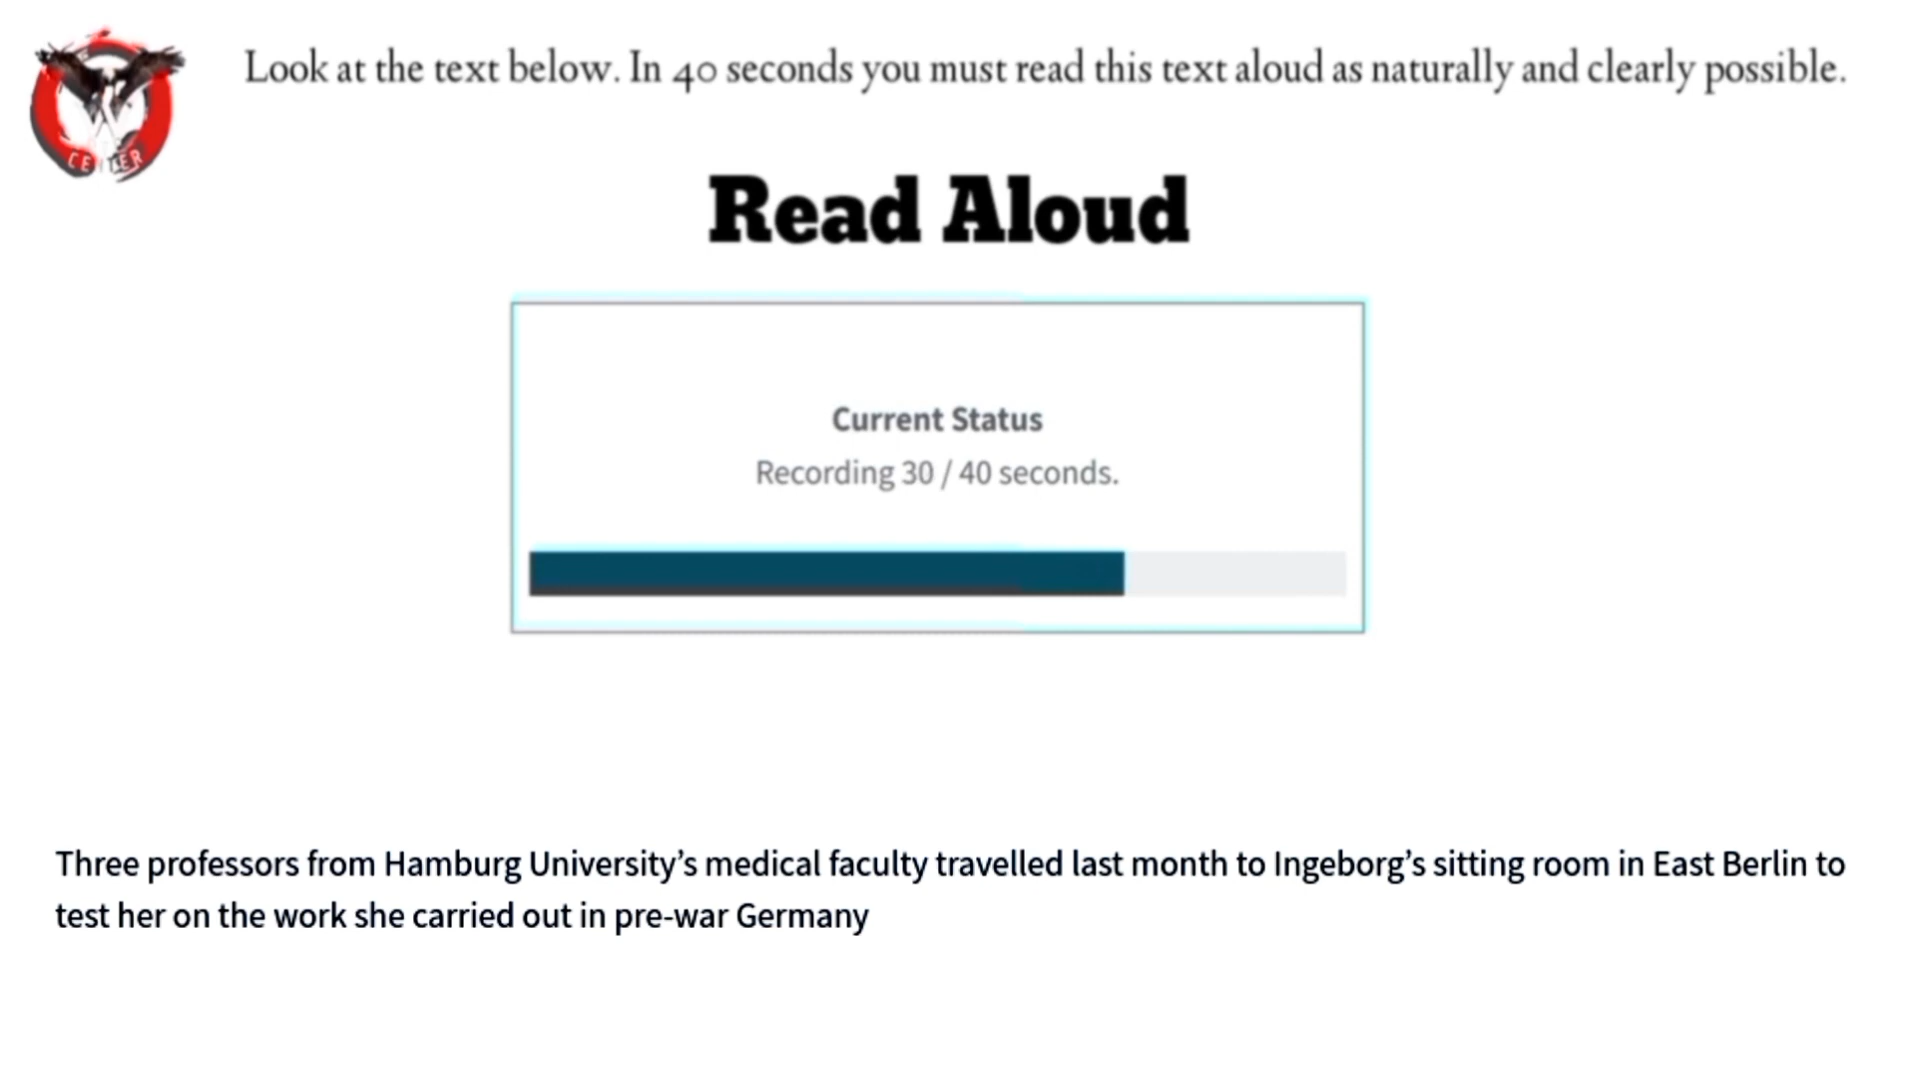 Look at the text below. In 40 seconds you must read this text aloud as naturally and clearly possible.
CENTER
Read Aloud
Current Status
Recording 30 / 40 seconds.
Three professors from Hamburg University’s medical faculty travelled last month to Ingeborg’s sitting room in East Berlin to
test her on the work she carried out in pre-war Germany